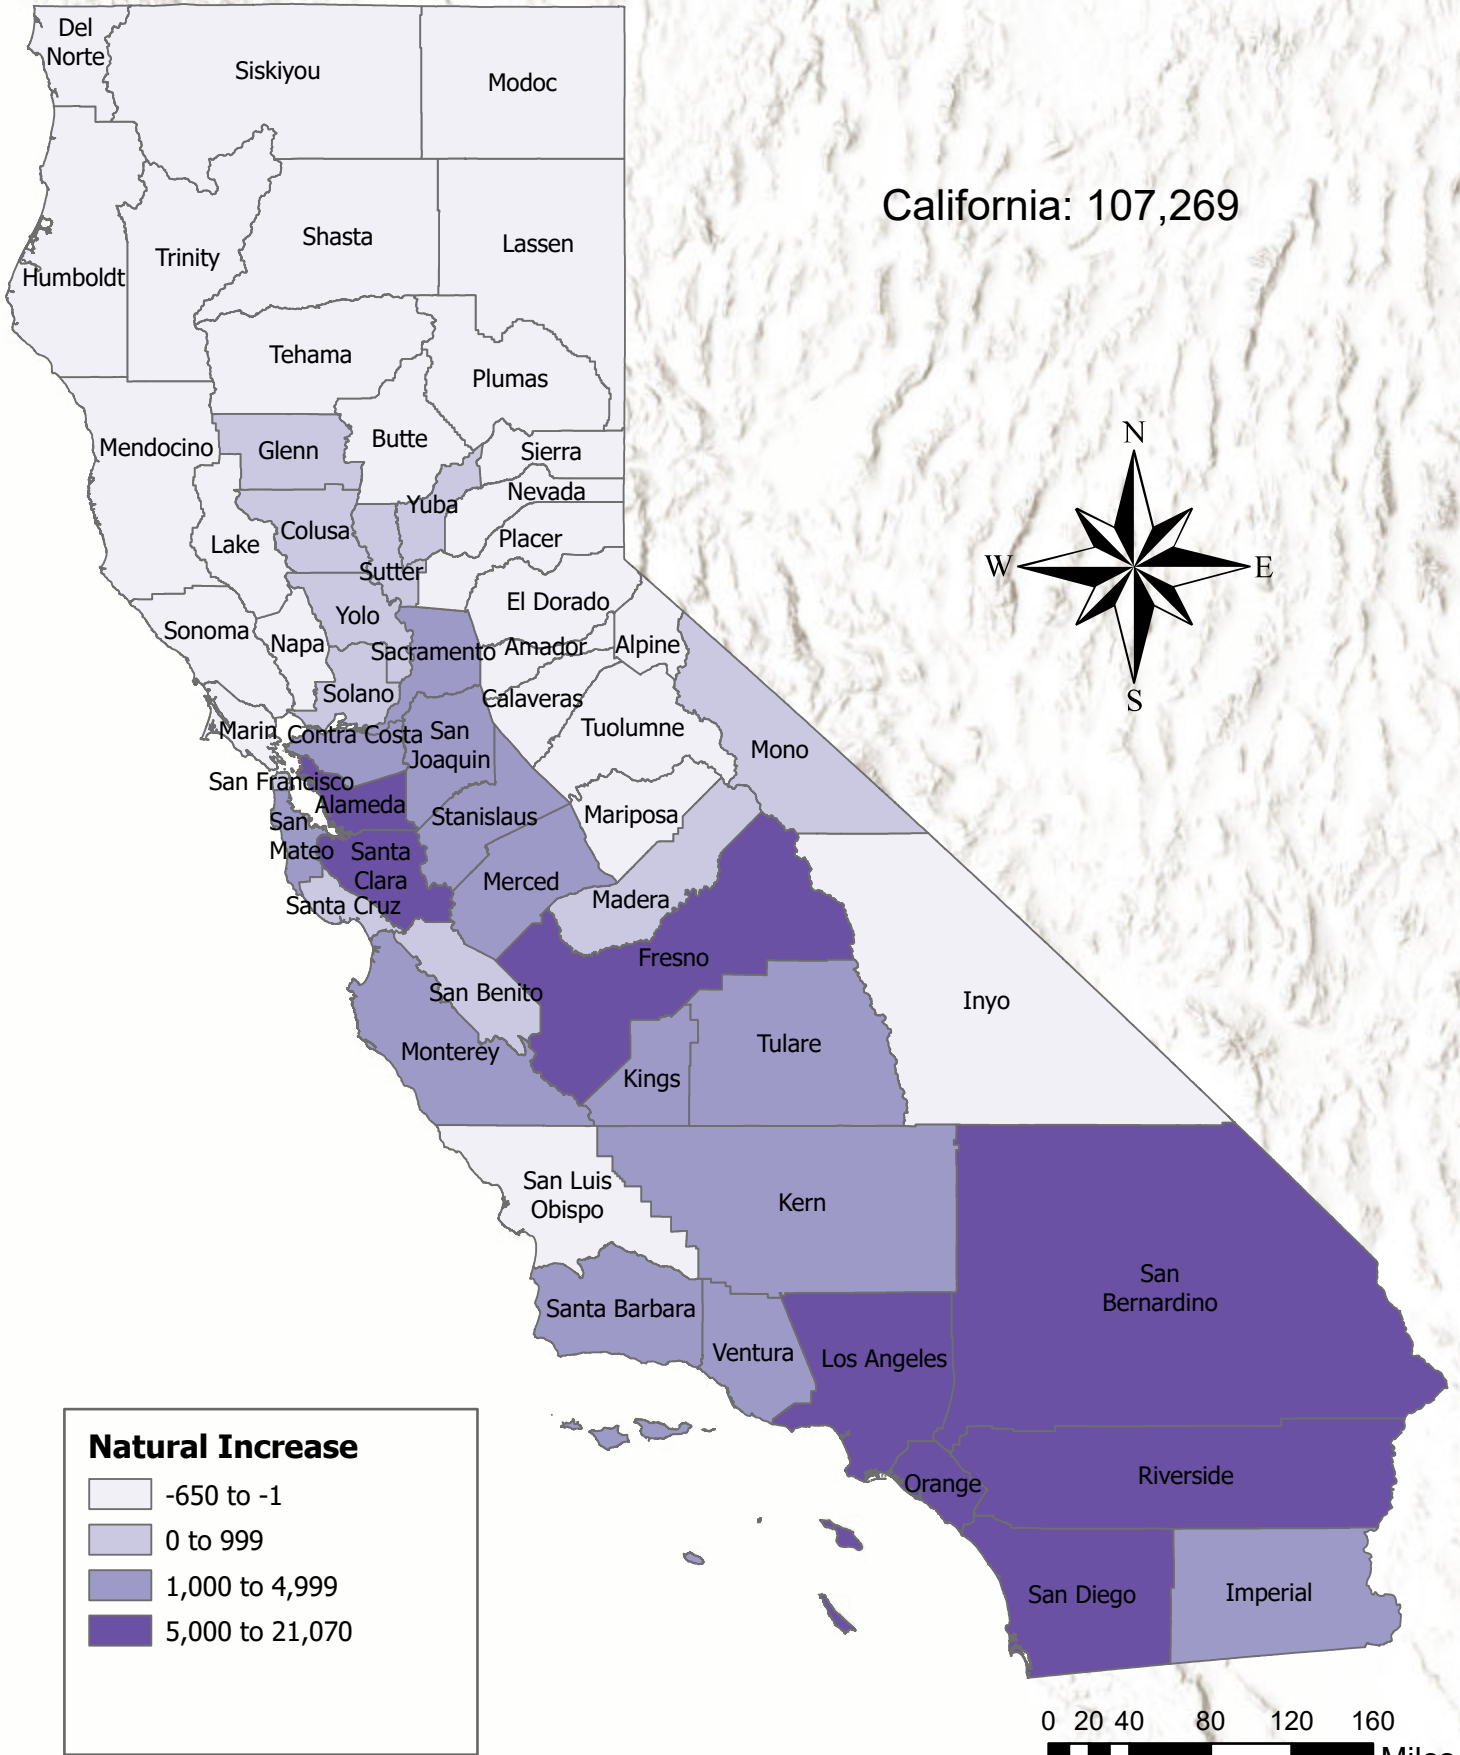 Del
Norte
Siskiyou
Modoc
California: 107,269
Shasta
Lassen
Trinity
Humboldt
Tehama
Plumas
Mendocino
Glenn
Butte
Sierra
Nevada
Yuba
Colusa
Placer
Lake
Sutter
El Dorado
Yolo
Sonoma
Napa
Sacramento
Amador
Alpine
Solano
Calaveras
Tuolumne
Marin
Contra Costa
San
Joaquin
Mono
San Francisco
Alameda
Stanislaus
Mariposa
San
Mateo
Santa
Clara
Merced
Santa Cruz
Madera
Fresno
San Benito
Inyo
Monterey
Tulare
Kings
San Luis
Obispo
Kern
San
Bernardino
Santa Barbara
Ventura
Los Angeles
Orange
Riverside
San Diego
Imperial
N
W
E
S
Natural Increase
-650 to -1
0 to 999
1,000 to 4,999
5,000 to 21,070
0 20 40 80 120 160
Miles